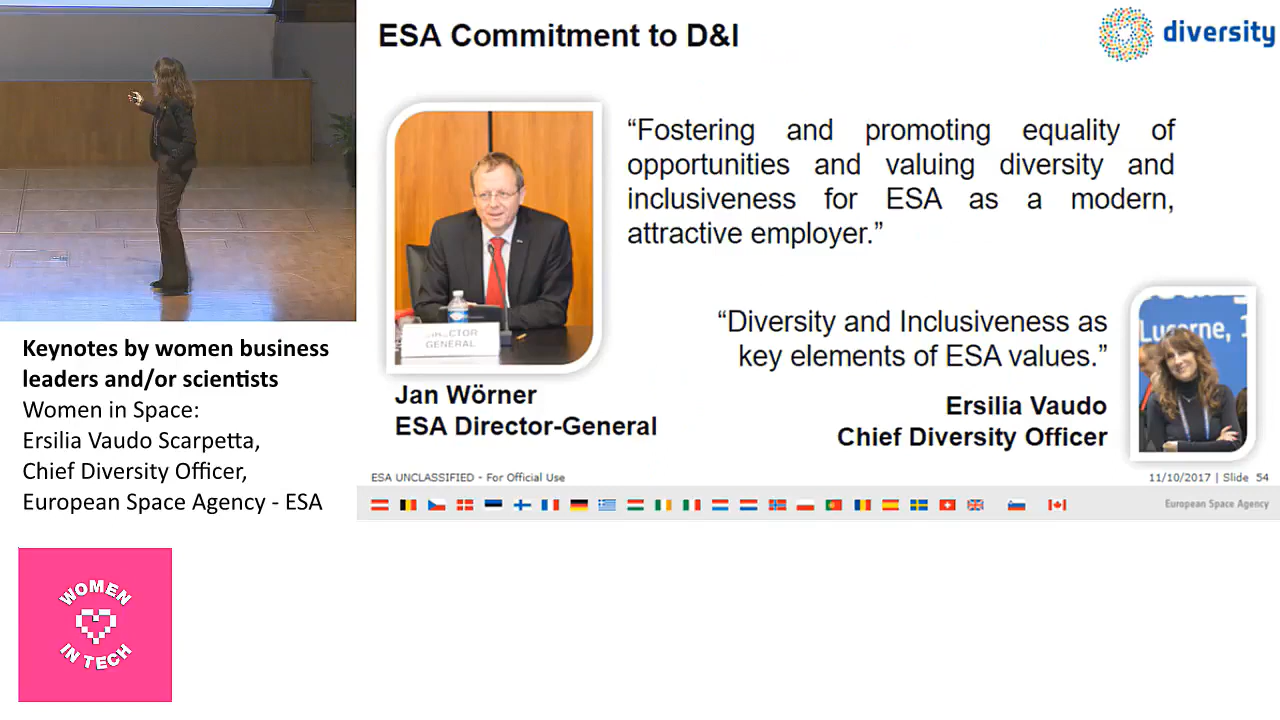 ESA Commitment to D&I
diversity
“Fostering and promoting equality of
opportunities and valuing diversity and
inclusiveness for ESA as a modern,
attractive employer.”
DIRECTOR
GENERAL
Jan Wörner
ESA Director-General
“Diversity and Inclusiveness as
key elements of ESA values.”
Lucerne, 1
Ersilia Vaudo
Chief Diversity Officer
ESA UNCLASSIFIED - For Official Use
11/10/2017 | Slide 54
European Space Agency
Keynotes by women business
leaders and/or scientists
Women in Space:
Ersilia Vaudo Scarpetta,
Chief Diversity Officer,
European Space Agency - ESA
WOMEN
IN TECH